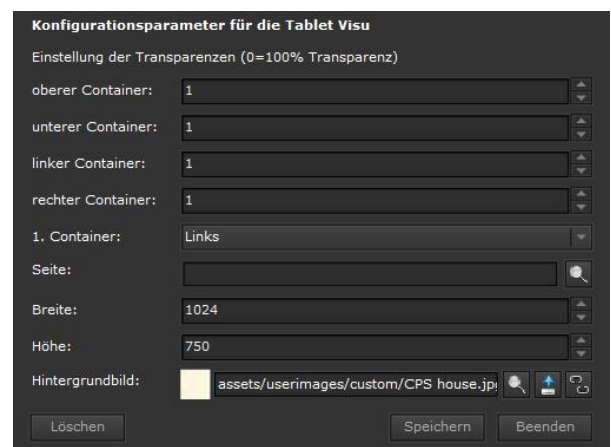 Konfigurationsparameter für die Tablet Visu
Einstellung der Transparenzen (0=100% Transparenz)
oberer Container: 1
unterer Container: 1
linker Container: 1
rechter Container: 1
1. Container: Links
Seite:
Breite: 1024
Höhe: 750
Hintergrundbild: assets/userimages/custom/CPS house.jp
Löschen Speichern Beenden